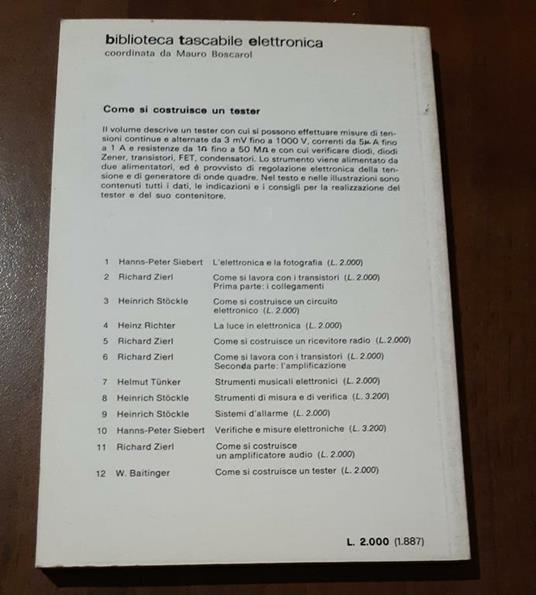 biblioteca tascabile elettronica
coordinata da Mauro Boscarol
Come si costruisce un tester
Il volume descrive un tester con cui si possono effettuare misure di ten-
sioni continue e alternate da 3 mV fino a 1000 V, correnti da 5µA fino
a 1 A e resistenze da 1Ω fino a 50 MΩ e con cui verificare diodi, diodi
Zener, transistori, FET, condensatori. Lo strumento viene alimentato da
due alimentatori, ed è provvisto di regolazione elettronica della ten-
sione e di generatore di onde quadre. Nel testo e nelle illustrazioni sono
contenuti tutti i dati, le indicazioni e i consigli per la realizzazione del
tester e del suo contenitore.
1 Hanns-Peter Siebert L'elettronica e la fotografia (L. 2.000)
2 Richard Zierl Come si lavora con i transistori (L. 2.000)
Prima parte: i collegamenti
3 Heinrich Stöckle Come si costruisce un circuito
elettronico (L. 2.000)
4 Heinz Richter La luce in elettronica (L. 2.000)
5 Richard Zierl Come si costruisce un ricevitore radio (L. 2.000)
6 Richard Zierl Come si lavora con i transistori (L. 2.000)
Seconda parte: l'amplificazione
7 Helmut Tünker Strumenti musicali elettronici (L. 2.000)
8 Heinrich Stöckle Strumenti di misura e di verifica (L. 3.200)
9 Heinrich Stöckle Sistemi d'allarme (L. 2.000)
10 Hanns-Peter Siebert Verifiche e misure elettroniche (L. 3.200)
11 Richard Zierl Come si costruisce
un amplificatore audio (L. 2.000)
12 W. Baitinger Come si costruisce un tester (L. 2.000)
L. 2.000 (1.887)